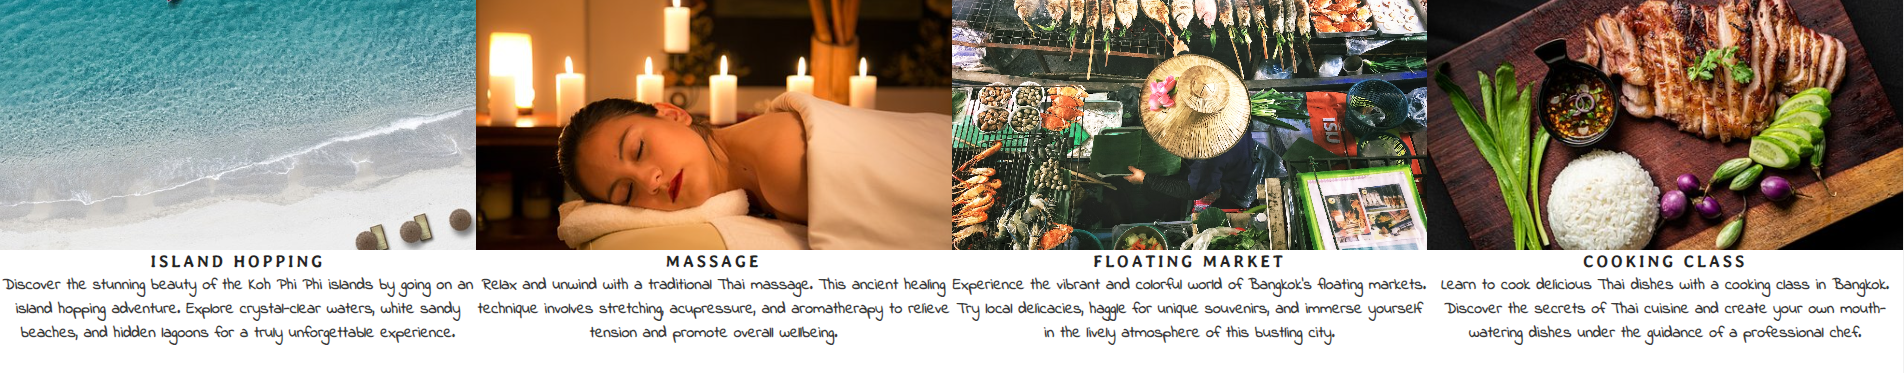 ISLAND HOPPING
Discover the stunning beauty of the Koh Phi Phi islands by going on an
island hopping adventure. Explore crystal-clear waters, white sandy
beaches, and hidden lagoons for a truly unforgettable experience.
MASSAGE
Relax and unwind with a traditional Thai massage. This ancient healing
technique involves stretching, acupressure, and aromatherapy to relieve
tension and promote overall wellbeing.
FLOATING MARKET
Experience the vibrant and colorful world of Bangkok's floating markets.
Try local delicacies, haggle for unique souvenirs, and immerse yourself
in the lively atmosphere of this bustling city.
COOKING CLASS
Learn to cook delicious Thai dishes with a cooking class in Bangkok.
Discover the secrets of Thai cuisine and create your own mouth-
watering dishes under the guidance of a professional chef.